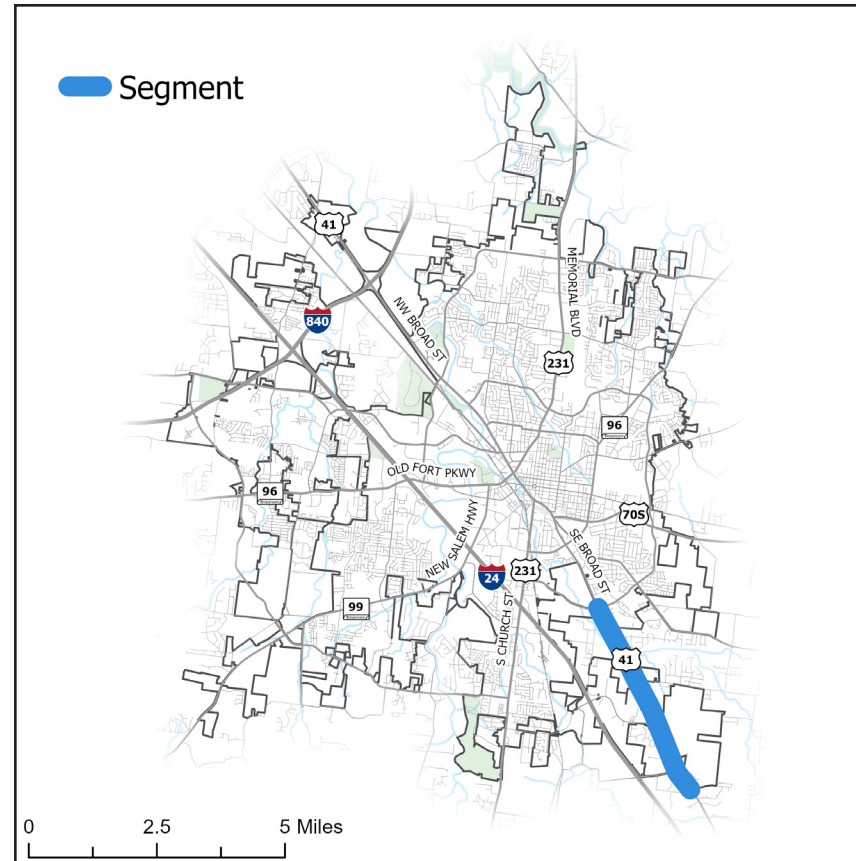 Segment
41
MEMORIAL BLVD
840
NW BROAD ST
231
96
OLD FORT PKWY
96
70S
SE BROAD ST
NEW SALEM HWY
24
231
99
S CHURCH ST
41
0 2.5 5 Miles